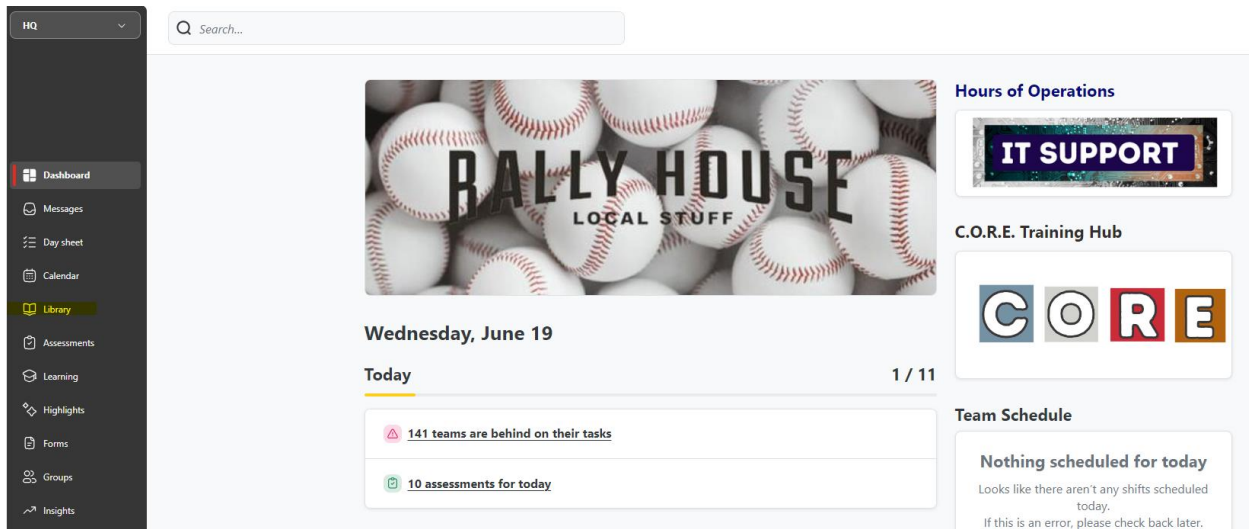 HQ
Search...
Dashboard
Messages
Day sheet
Calendar
Library
Assessments
Learning
Highlights
Forms
Groups
Insights
RALLY HOUSE
LOCAL STUFF
Wednesday, June 19
Today 1 / 11
141 teams are behind on their tasks
10 assessments for today
Hours of Operations
IT SUPPORT
C.O.R.E. Training Hub
CORE
Team Schedule
Nothing scheduled for today
Looks like there aren't any shifts scheduled
today.
If this is an error, please check back later.